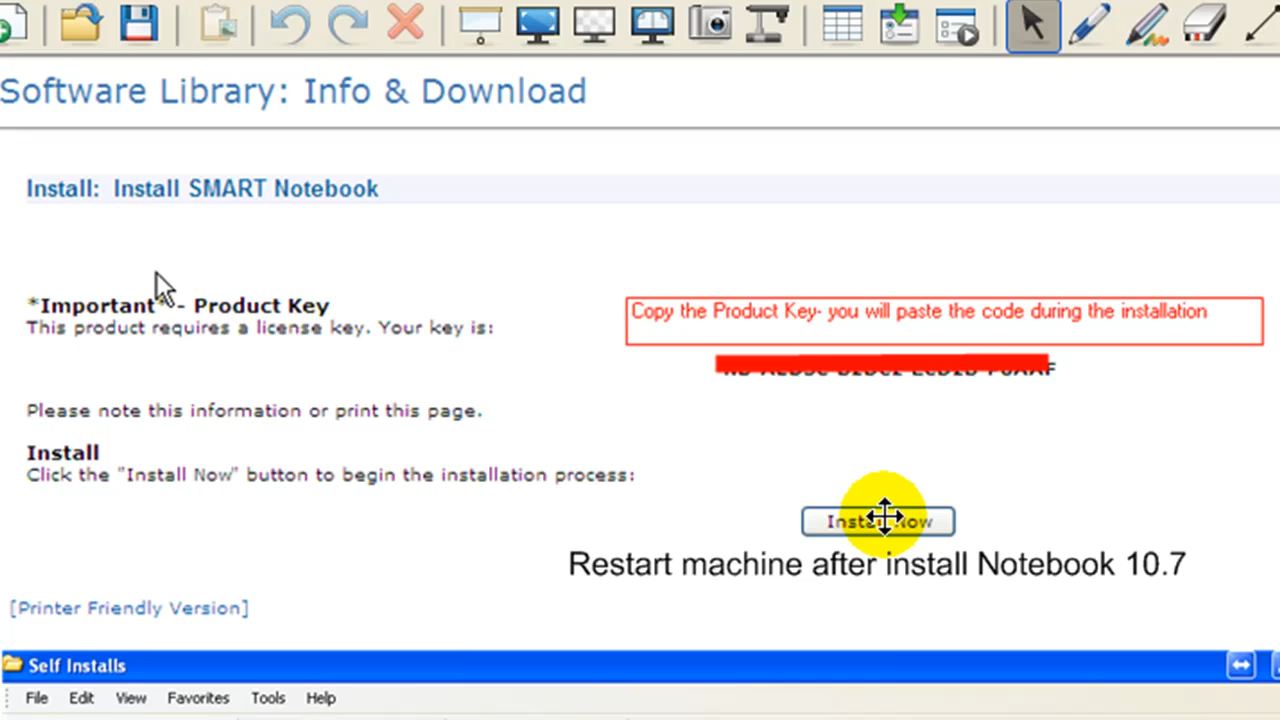 Software Library: Info & Download
Install: Install SMART Notebook
*Important* - Product Key
This product requires a license key. Your key is:
Copy the Product Key- you will paste the code during the installation
Please note this information or print this page.
Install
Click the "Install Now" button to begin the installation process:
Install Now
Restart machine after install Notebook 10.7
[Printer Friendly Version]
Self Installs
File Edit View Favorites Tools Help